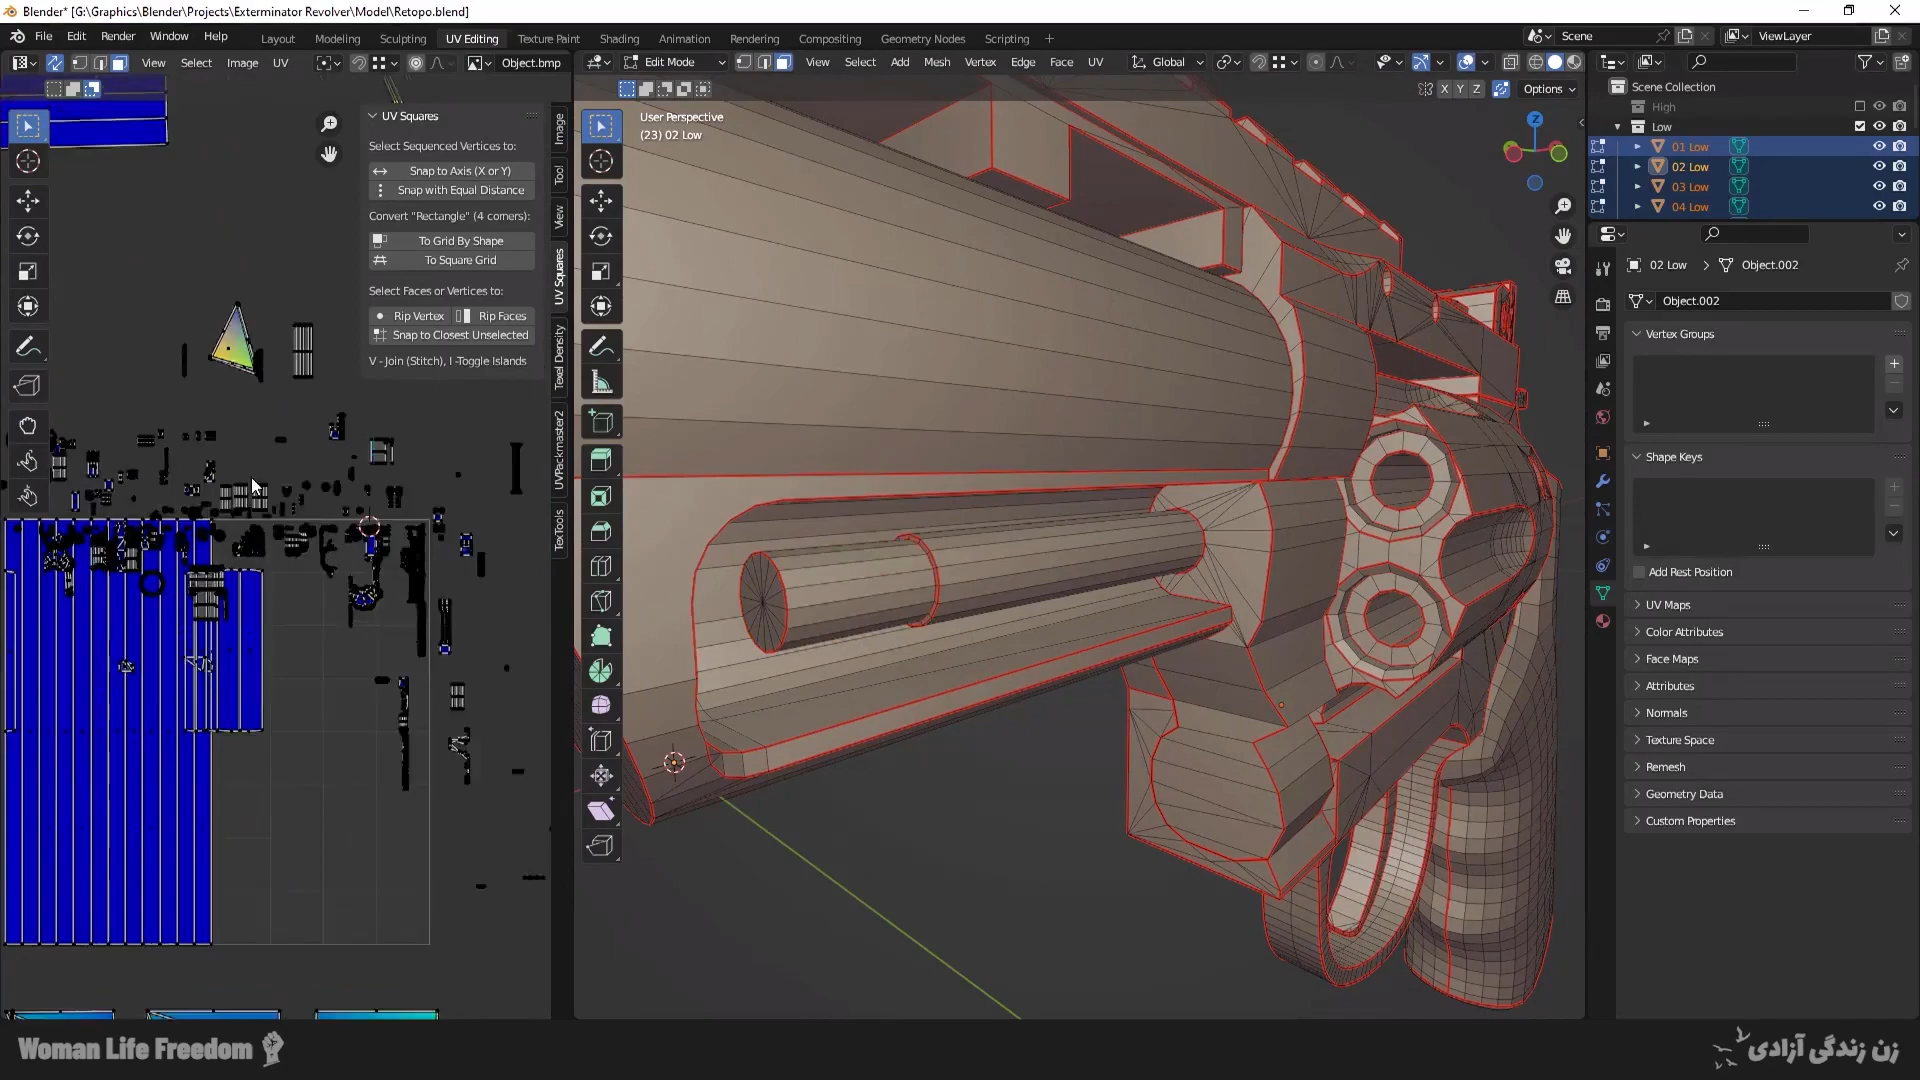 Blender* [G:\Graphics\Blender\Projects\Exterminator Revolver\Model\Retopo.blend]
File Edit Render Window Help
Layout Modeling Sculpting UV Editing Texture Paint Shading Animation Rendering Compositing Geometry Nodes Scripting +
Scene
ViewLayer
View Select Image UV
Object.bmp
Edit Mode
View Select Add Mesh Vertex Edge Face UV
Global
X Y Z
Options
User Perspective
(23) 02 Low
Z
UV Squares
Select Sequenced Vertices to:
Snap to Axis (X or Y)
Snap with Equal Distance
Convert "Rectangle" (4 corners):
To Grid By Shape
To Square Grid
Select Faces or Vertices to:
Rip Vertex
Rip Faces
Snap to Closest Unselected
V - Join (Stitch), I -Toggle Islands
Image
Tool
View
UV Squares
Texel Density
UVPackmaster2
TexTools
Scene Collection
High
Low
01 Low
02 Low
03 Low
04 Low
02 Low
Object.002
Object.002
Vertex Groups
Shape Keys
Add Rest Position
UV Maps
Color Attributes
Face Maps
Attributes
Normals
Texture Space
Remesh
Geometry Data
Custom Properties
Woman Life Freedom
زن زندگی آزادی